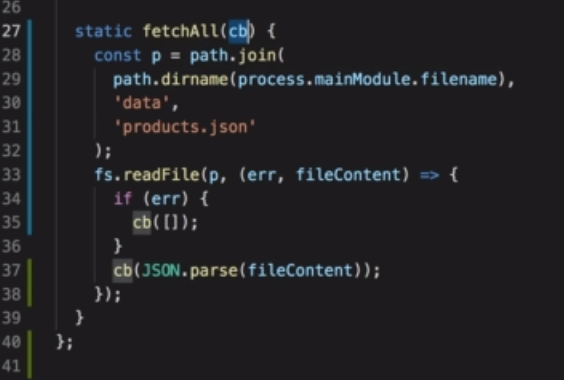 26
27 static fetchAll(cb) {
28 const p = path.join(
29 path.dirname(process.mainModule.filename),
30 'data',
31 'products.json'
32 );
33 fs.readFile(p, (err, fileContent) => {
34 if (err) {
35 cb([]);
36 }
37 cb(JSON.parse(fileContent));
38 });
39 }
40 };
41